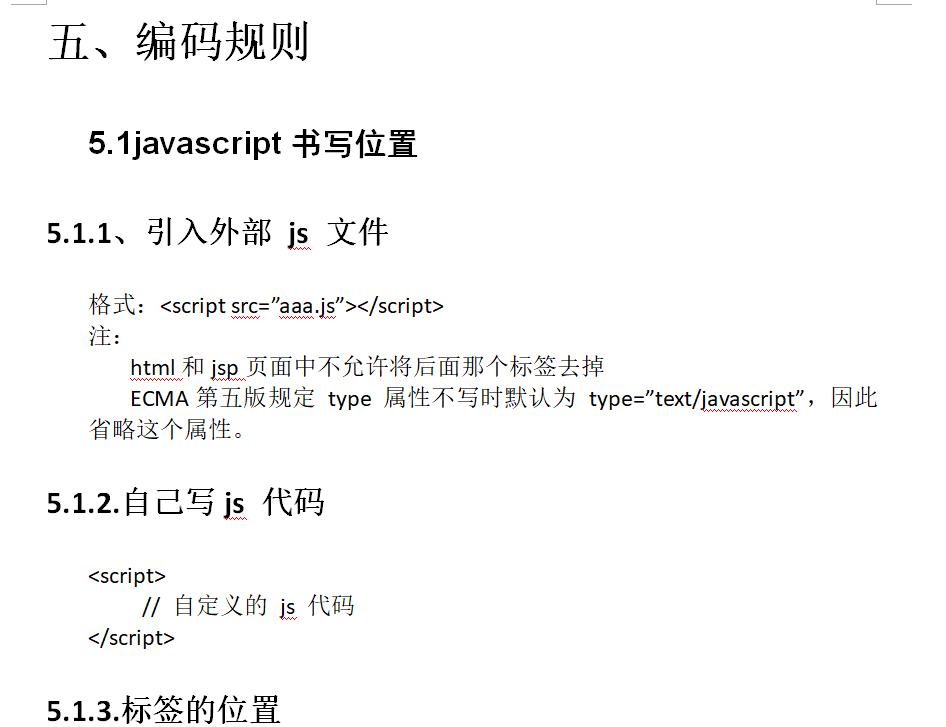 五、编码规则
5.1javascript 书写位置
5.1.1、引入外部 js 文件
格式：<script src=”aaa.js”></script>
注：
html 和 jsp 页面中不允许将后面那个标签去掉
ECMA 第五版规定 type 属性不写时默认为 type=”text/javascript”，因此
省略这个属性。
5.1.2.自己写 js 代码
<script>
// 自定义的 js 代码
</script>
5.1.3.标签的位置